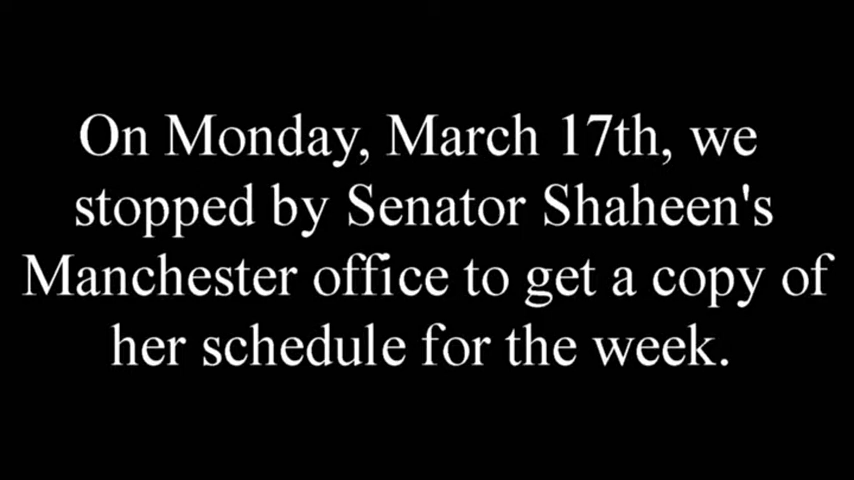 On Monday, March 17th, we
stopped by Senator Shaheen's
Manchester office to get a copy of
her schedule for the week.